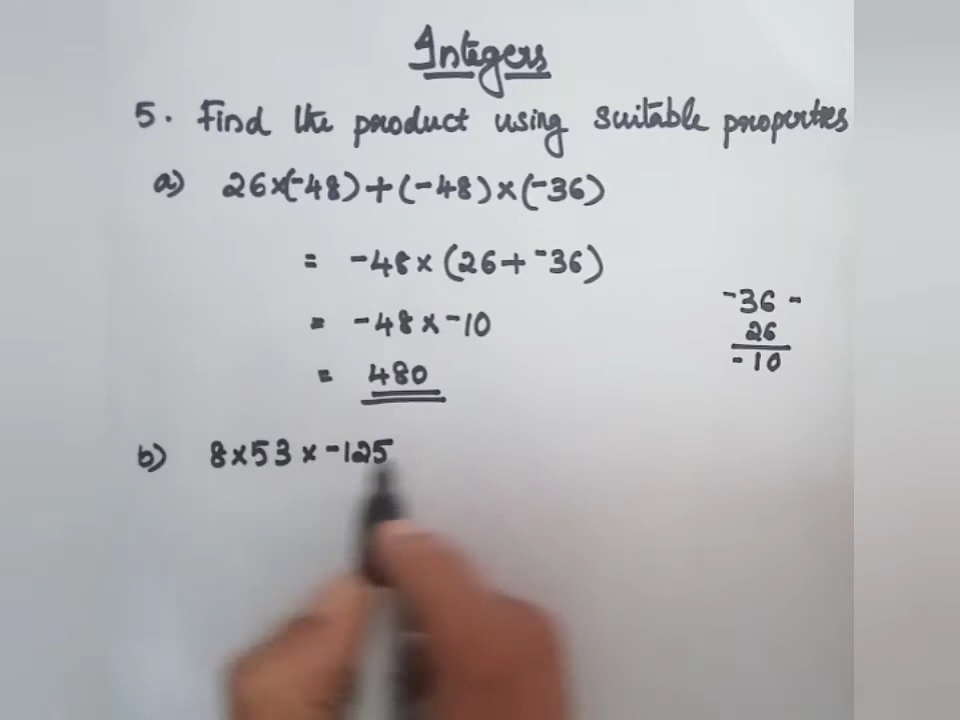 Integers
5. Find the product using suitable properties
a) 26×(-48)+(-48)×(-36)
= -48×(26+ -36)
= -48×-10
= 480
-36 -
26
-10
b) 8×53×-125